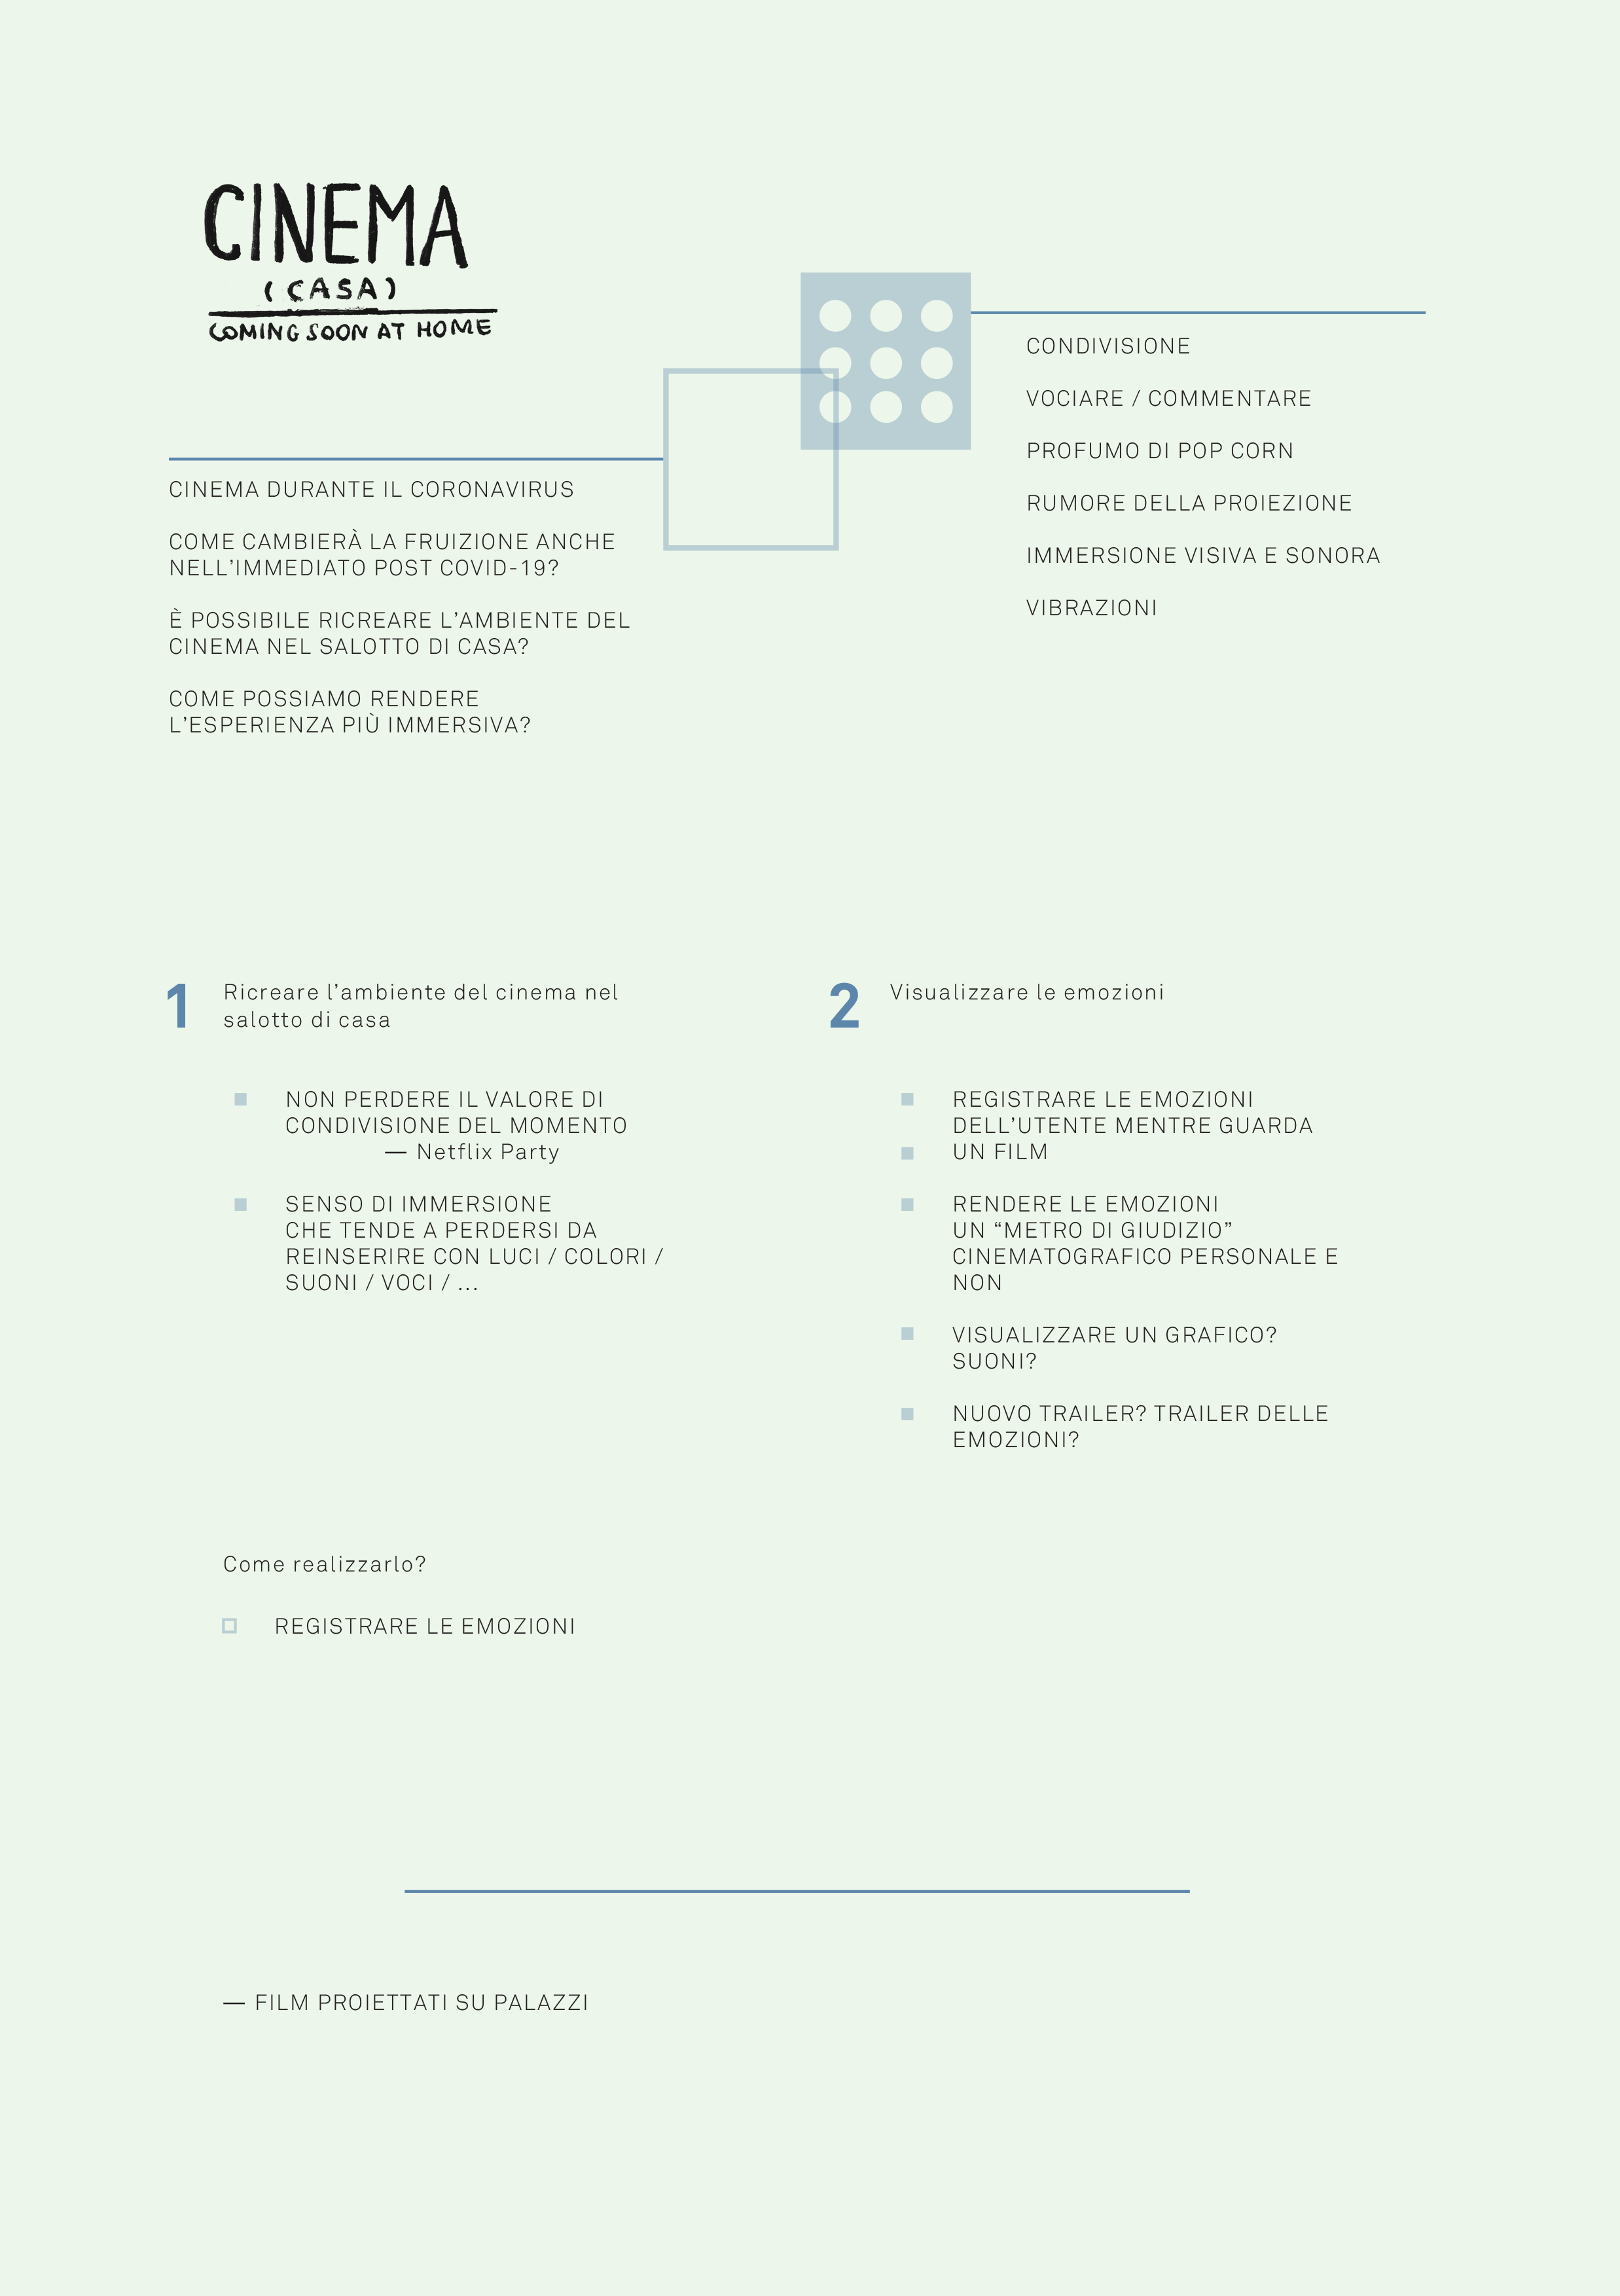 CINEMA
(CASA)
COMING SOON AT HOME
CINEMA DURANTE IL CORONAVIRUS
COME CAMBIERÀ LA FRUIZIONE ANCHE
NELL’IMMEDIATO POST COVID-19?
È POSSIBILE RICREARE L’AMBIENTE DEL
CINEMA NEL SALOTTO DI CASA?
COME POSSIAMO RENDERE
L’ESPERIENZA PIÙ IMMERSIVA?
CONDIVISIONE
VOCIARE / COMMENTARE
PROFUMO DI POP CORN
RUMORE DELLA PROIEZIONE
IMMERSIONE VISIVA E SONORA
VIBRAZIONI
1
Ricreare l’ambiente del cinema nel
salotto di casa
NON PERDERE IL VALORE DI
CONDIVISIONE DEL MOMENTO
— Netflix Party
SENSO DI IMMERSIONE
CHE TENDE A PERDERSI DA
REINSERIRE CON LUCI / COLORI /
SUONI / VOCI / ...
2
Visualizzare le emozioni
REGISTRARE LE EMOZIONI
DELL’UTENTE MENTRE GUARDA
UN FILM
RENDERE LE EMOZIONI
UN “METRO DI GIUDIZIO”
CINEMATOGRAFICO PERSONALE E
NON
VISUALIZZARE UN GRAFICO?
SUONI?
NUOVO TRAILER? TRAILER DELLE
EMOZIONI?
Come realizzarlo?
REGISTRARE LE EMOZIONI
— FILM PROIETTATI SU PALAZZI